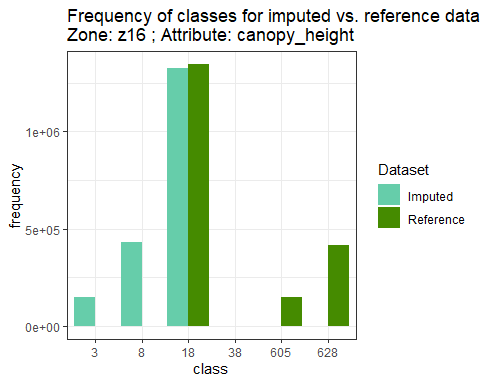 Frequency of classes for imputed vs. reference data
Zone: z16 ; Attribute: canopy_height
frequency
1e+06
5e+05
0e+00
3 8 18 38 605 628
class
Dataset
Imputed
Reference